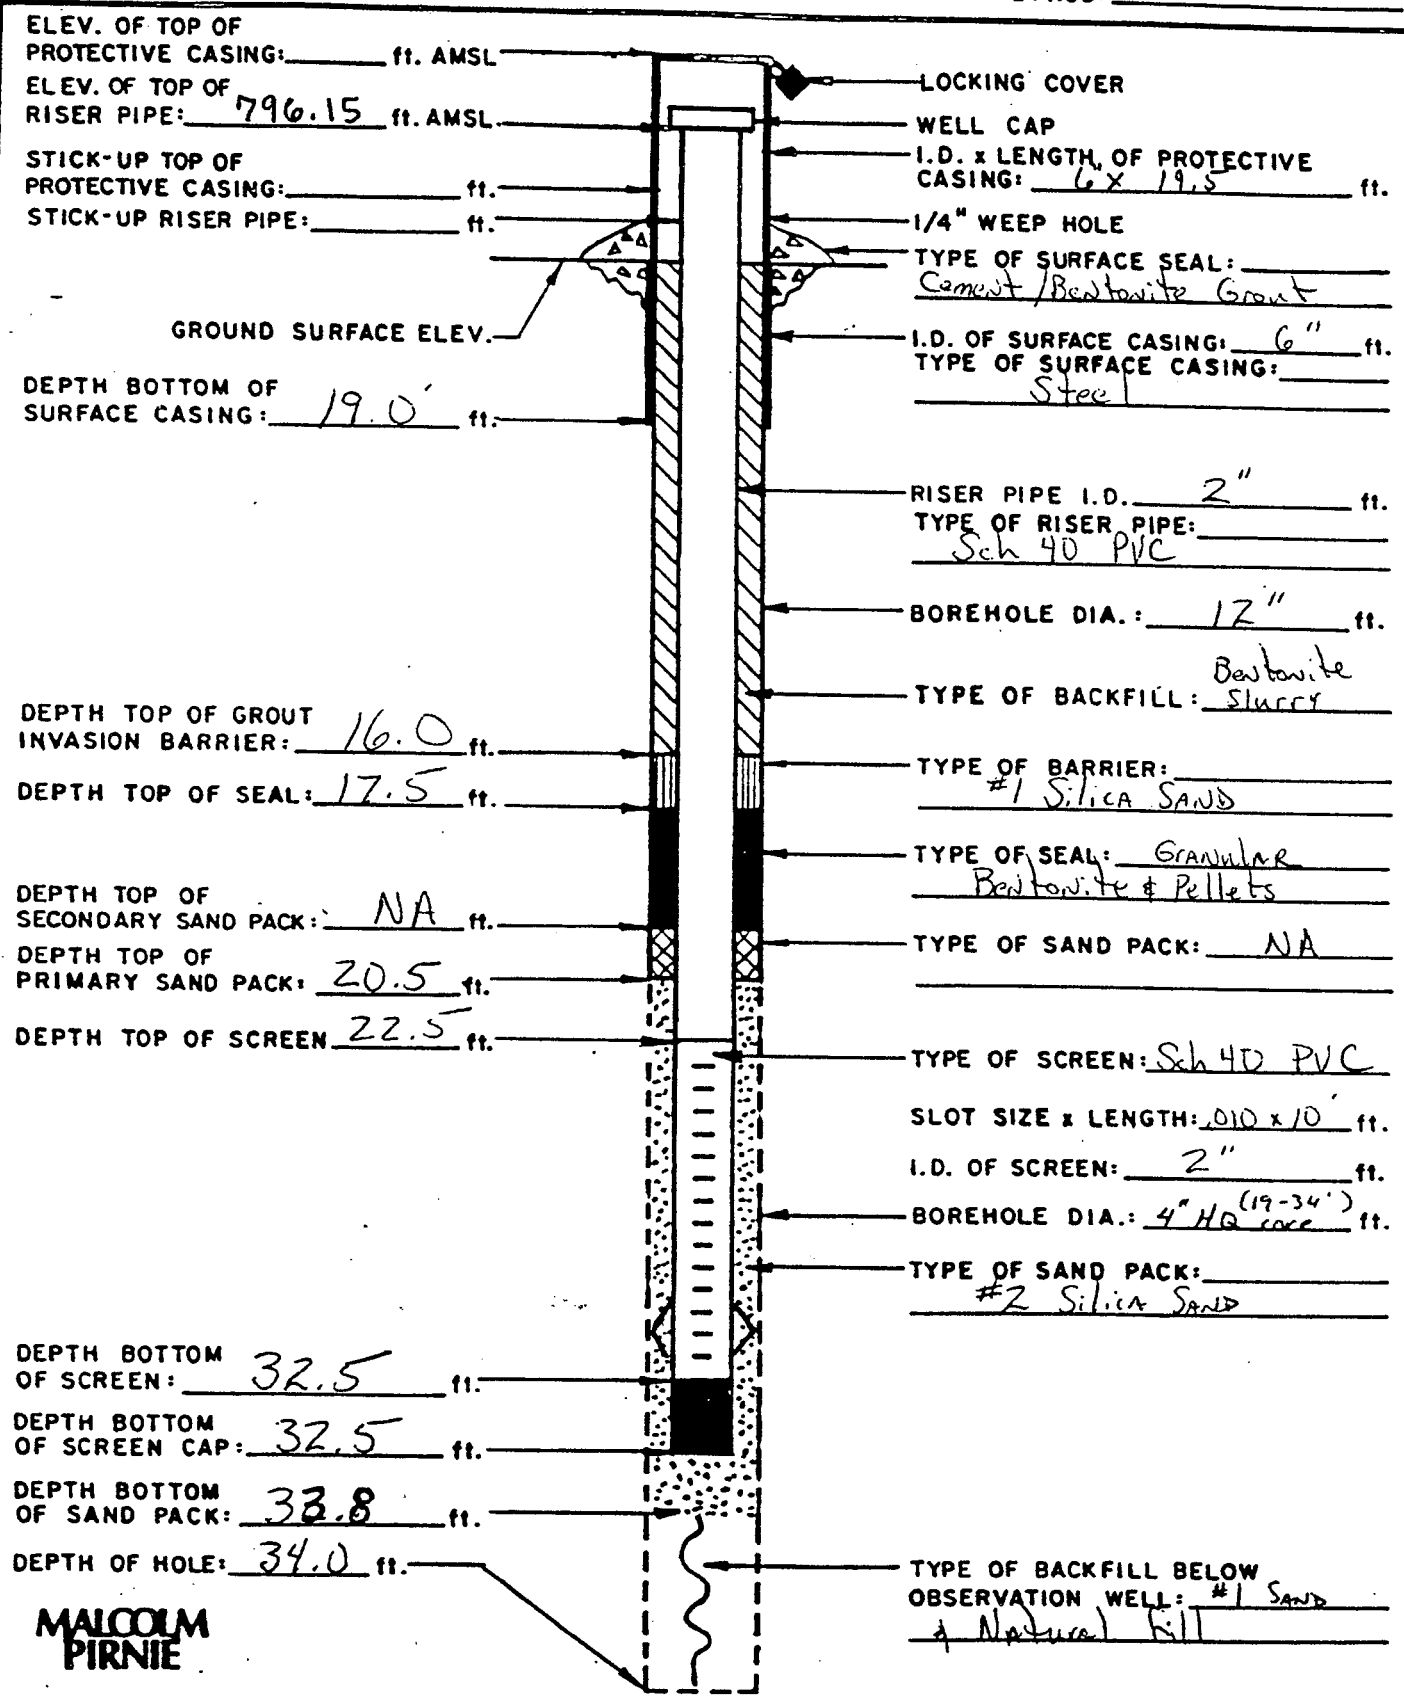 ELEV. OF TOP OF
PROTECTIVE CASING: ft. AMSL
ELEV. OF TOP OF
RISER PIPE: 796.15 ft. AMSL
STICK-UP TOP OF
PROTECTIVE CASING: ft.
STICK-UP RISER PIPE: ft.
GROUND SURFACE ELEV.
DEPTH BOTTOM OF
SURFACE CASING: 19.0' ft.
DEPTH TOP OF GROUT
INVASION BARRIER: 16.0 ft.
DEPTH TOP OF SEAL: 17.5 ft.
DEPTH TOP OF
SECONDARY SAND PACK: NA ft.
DEPTH TOP OF
PRIMARY SAND PACK: 20.5 ft.
DEPTH TOP OF SCREEN 22.5 ft.
DEPTH BOTTOM
OF SCREEN: 32.5 ft.
DEPTH BOTTOM
OF SCREEN CAP: 32.5 ft.
DEPTH BOTTOM
OF SAND PACK: 33.8 ft.
DEPTH OF HOLE: 34.0 ft.
MALCOLM
PIRNIE
LOCKING COVER
WELL CAP
I.D. x LENGTH, OF PROTECTIVE
CASING: 6 x 19.5 ft.
1/4" WEEP HOLE
TYPE OF SURFACE SEAL:
Cement/Bentonite Grout
I.D. OF SURFACE CASING: 6" ft.
TYPE OF SURFACE CASING:
Steel
RISER PIPE I.D. 2" ft.
TYPE OF RISER PIPE:
Sch 40 PVC
BOREHOLE DIA.: 12" ft.
Bentonite
TYPE OF BACKFILL: Slurry
TYPE OF BARRIER:
#1 Silica SAND
TYPE OF SEAL: GRANULAR
Bentonite & Pellets
TYPE OF SAND PACK: NA
TYPE OF SCREEN: Sch 40 PVC
SLOT SIZE x LENGTH: .010 x 10' ft.
I.D. OF SCREEN: 2" ft.
BOREHOLE DIA.: 4" HQ core (19-34') ft.
TYPE OF SAND PACK:
#2 Silica SAND
TYPE OF BACKFILL BELOW
OBSERVATION WELL: #1 SAND
& Natural fill